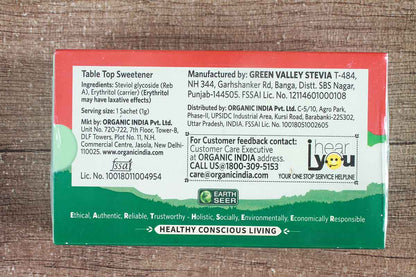 Table Top Sweetener
Ingredients: Steviol glycoside (Reb
A), Erythritol (carrier) (Erythritol
may have laxative effects)
Serving size: 1 Sachet (1g)
Mkt by: ORGANIC INDIA Pvt. Ltd.
Unit No. 720-722, 7th Floor, Tower-B,
DLF Towers, Plot No. 15, Shivaji
Marg, Najafgarh Road, New Delhi-
110015. www.organicindia.com
fssai
Lic. No. 10018011004954
Manufactured by: GREEN VALLEY STEVIA T-484,
NH 344, Garhshanker Rd, Banga, Distt. SBS Nagar,
Punjab-144505. FSSAI Lic. No. 12114601000108
Distributed by: ORGANIC INDIA Pvt. Ltd. C-5/10, Agro Park,
Phase-II, UPSIDC Industrial Area, Kursi Road, Barabanki-225302,
Uttar Pradesh, INDIA. FSSAI Lic. No. 10018051002605
For Customer feedback contact:
Customer Care Executive
at ORGANIC INDIA address.
CALL US@1800-309-5153
care@organicindia.com
i hear
you
YOUR ONE STOP SERVICE HELPLINE
EARTH
SEER
Ethical, Authentic, Reliable, Trustworthy - Holistic, Socially, Environmentally, Economically Responsible
HEALTHY CONSCIOUS LIVING